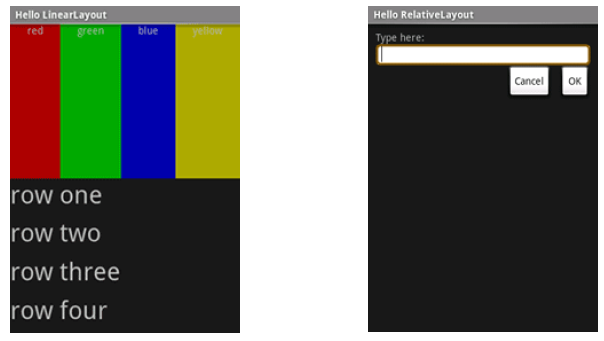 Hello LinearLayout
red green blue yellow
row one
row two
row three
row four
Hello RelativeLayout
Type here:
Cancel OK